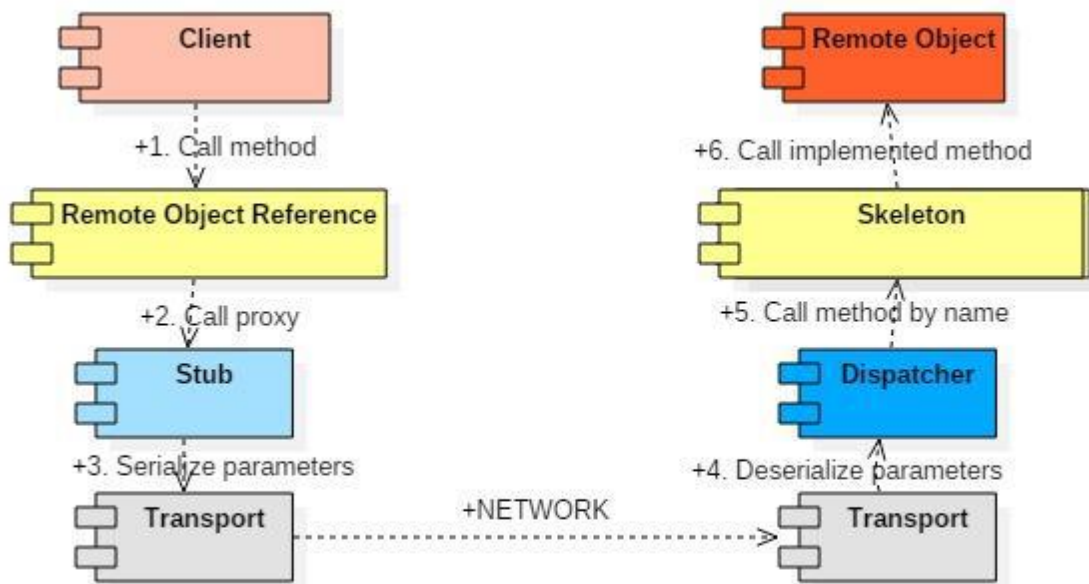 Client
Remote Object
+1. Call method
+6. Call implemented method
Remote Object Reference
Skeleton
+2. Call proxy
+5. Call method by name
Stub
Dispatcher
+3. Serialize parameters
+4. Deserialize parameters
Transport
+NETWORK
Transport